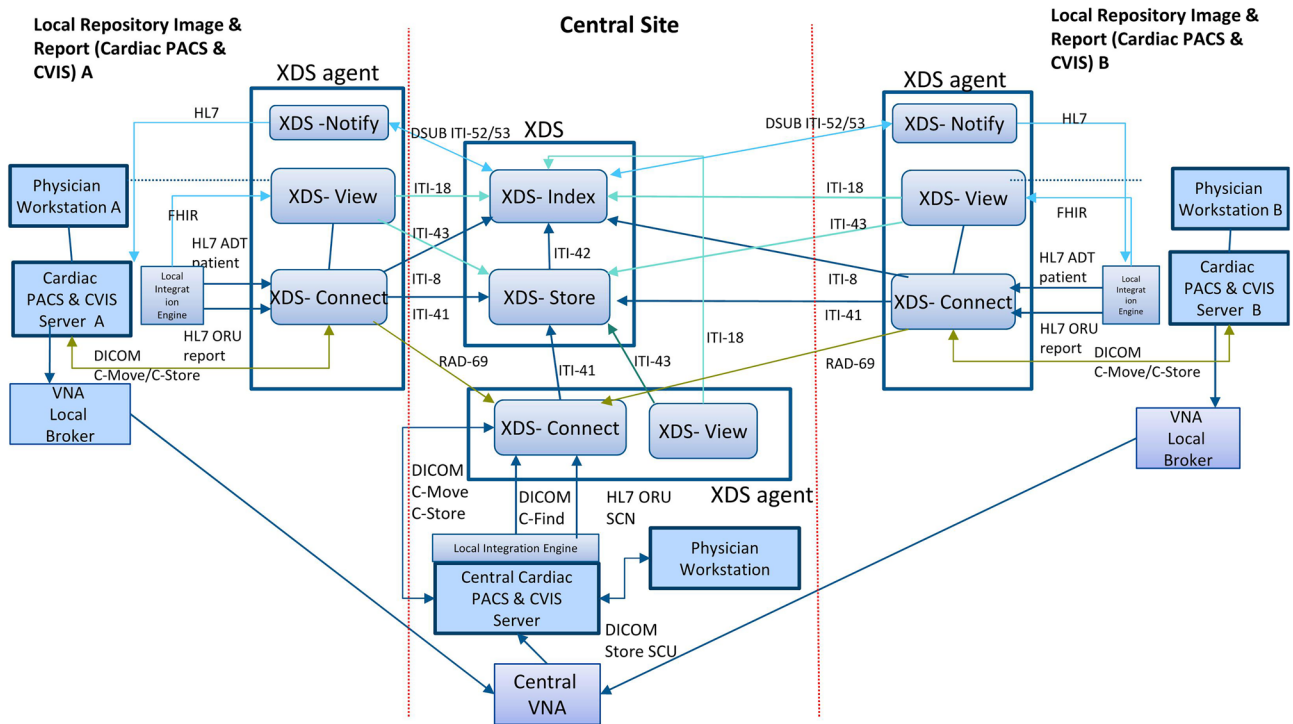 Local Repository Image &
Report (Cardiac PACS &
CVIS) A
Central Site
Local Repository Image &
Report (Cardiac PACS &
CVIS) B
XDS agent
HL7
XDS -Notify
Physician
Workstation A
XDS- View
FHIR
HL7 ADT
patient
Cardiac
PACS & CVIS
Server A
Local
Integrat
ion
Engine
XDS- Connect
HL7 ORU
report
DICOM
C-Move/C-Store
VNA
Local
Broker
DSUB ITI-52/53
XDS
DSUB ITI-52/53
ITI-18
XDS- Index
ITI-18
ITI-43
ITI-42
ITI-43
ITI-8
XDS- Store
ITI-8
ITI-41
ITI-41
RAD-69
ITI-41
ITI-43
ITI-18
RAD-69
XDS- Connect
XDS- View
XDS agent
DICOM
C-Move
C-Store
DICOM
C-Find
HL7 ORU
SCN
Local Integration Engine
Central Cardiac
PACS & CVIS
Server
Physician
Workstation
DICOM
Store SCU
Central
VNA
XDS agent
XDS- Notify
HL7
XDS- View
Physician
Workstation B
FHIR
HL7 ADT
patient
XDS- Connect
Local
Integrat
ion
Engine
Cardiac
PACS & CVIS
Server B
HL7 ORU
report
DICOM
C-Move/C-Store
VNA
Local
Broker